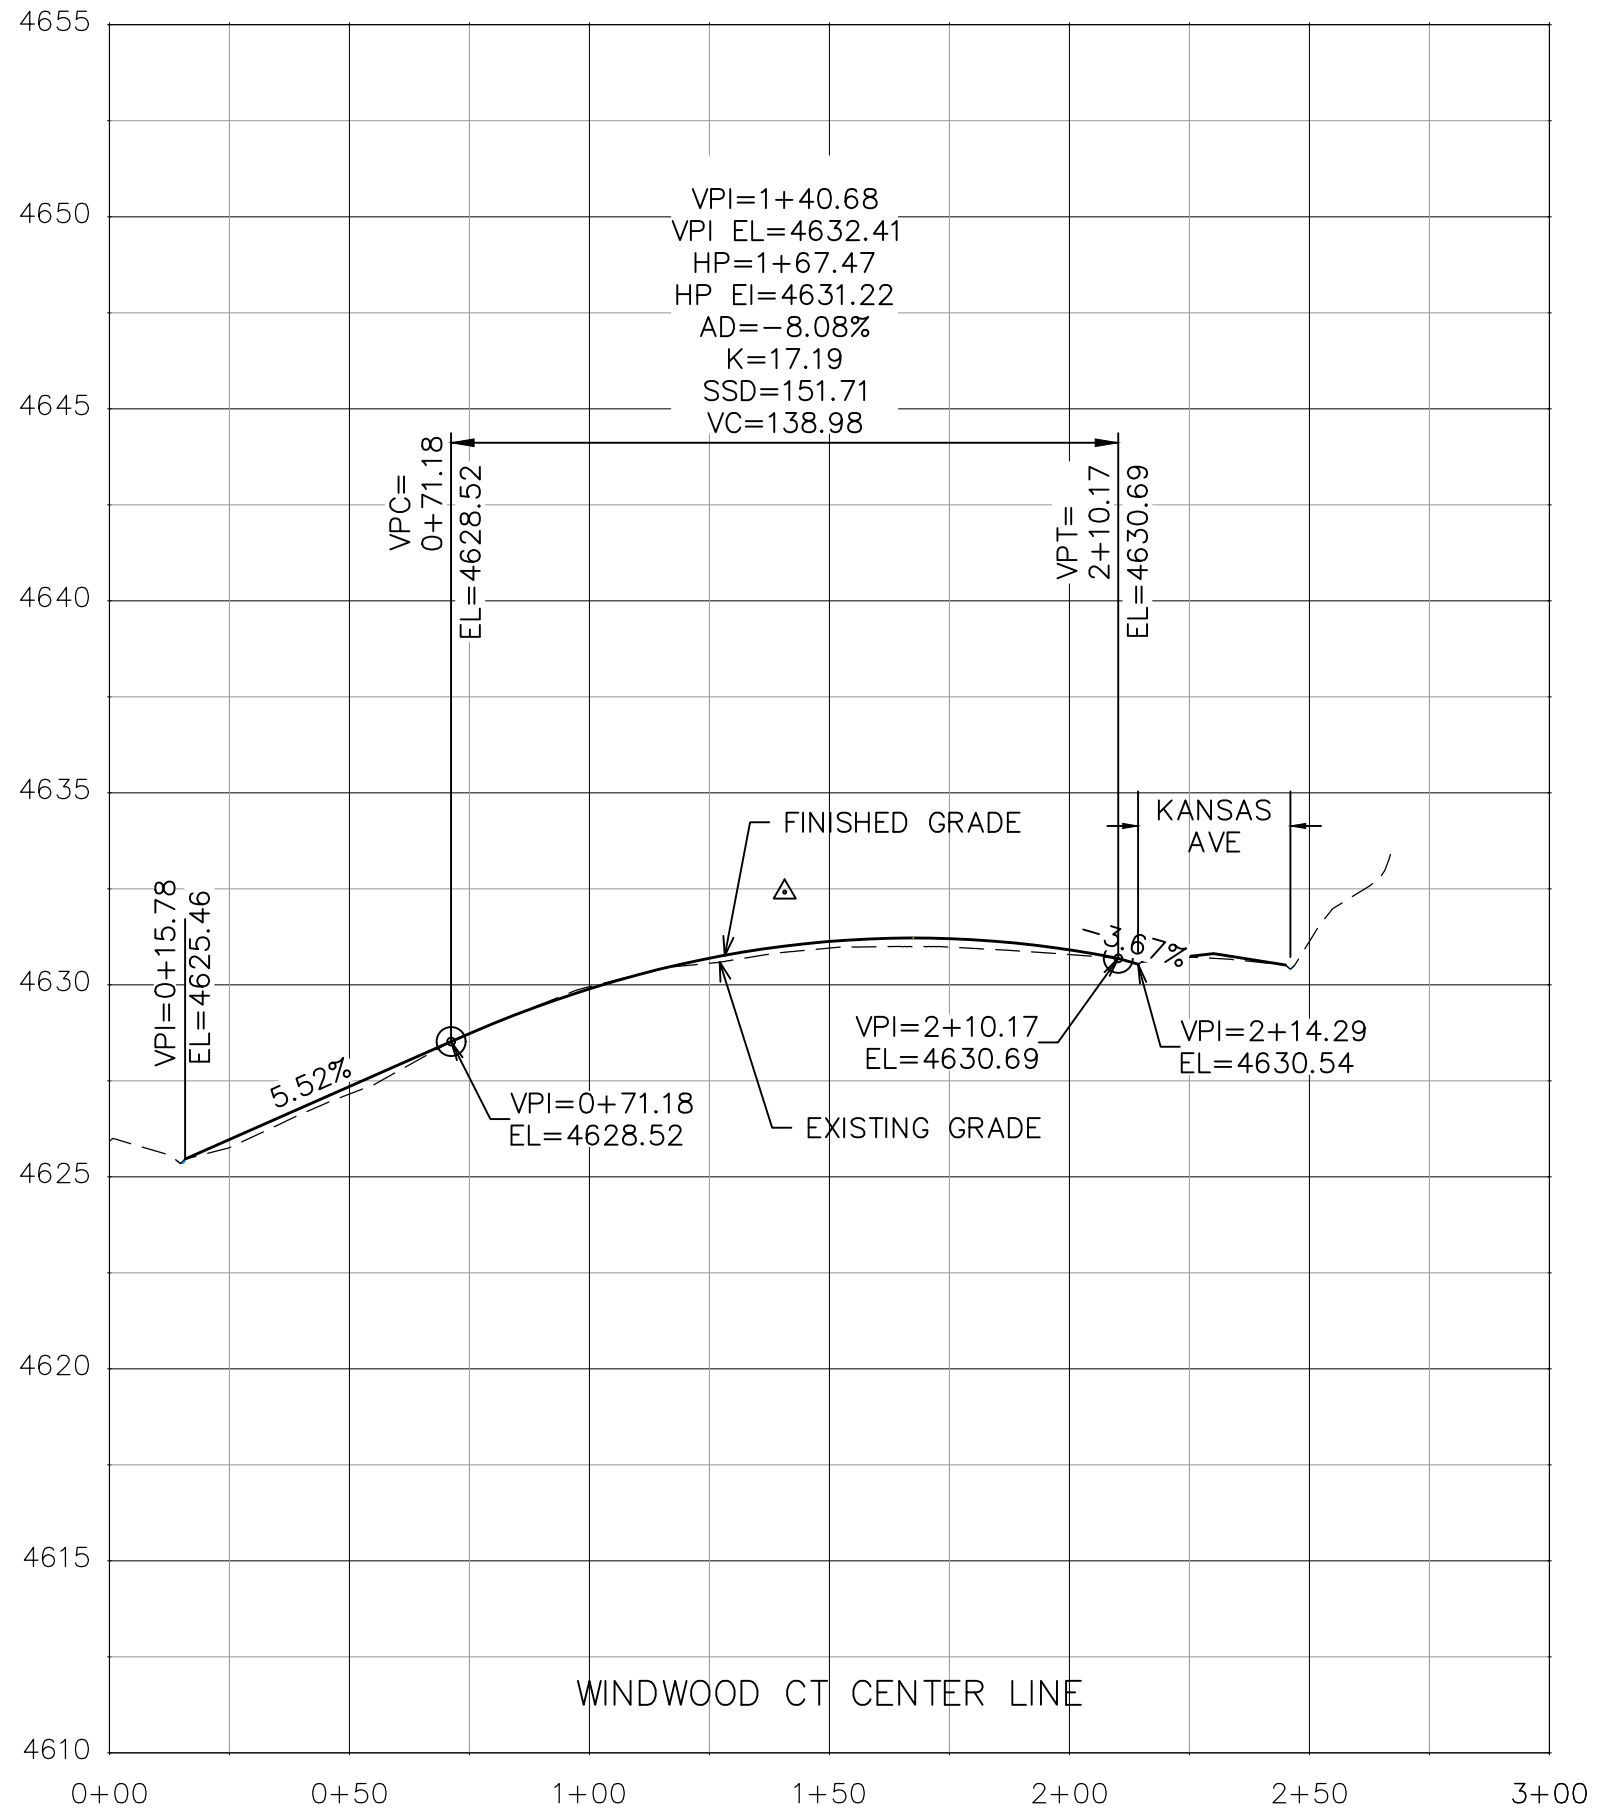 4655
4650
4645
4640
4635
4630
4625
4620
4615
4610
VPI=1+40.68
VPI EL=4632.41
HP=1+67.47
HP El=4631.22
AD=-8.08%
K=17.19
SSD=151.71
VC=138.98
VPC=
0+71.18
EL=4628.52
VPT=
2+10.17
EL=4630.69
KANSAS
AVE
FINISHED GRADE
VPI=0+15.78
EL=4625.46
5.52%
-3.67%
VPI=0+71.18
EL=4628.52
VPI=2+10.17
EL=4630.69
VPI=2+14.29
EL=4630.54
EXISTING GRADE
WINDWOOD CT CENTER LINE
0+00
0+50
1+00
1+50
2+00
2+50
3+00